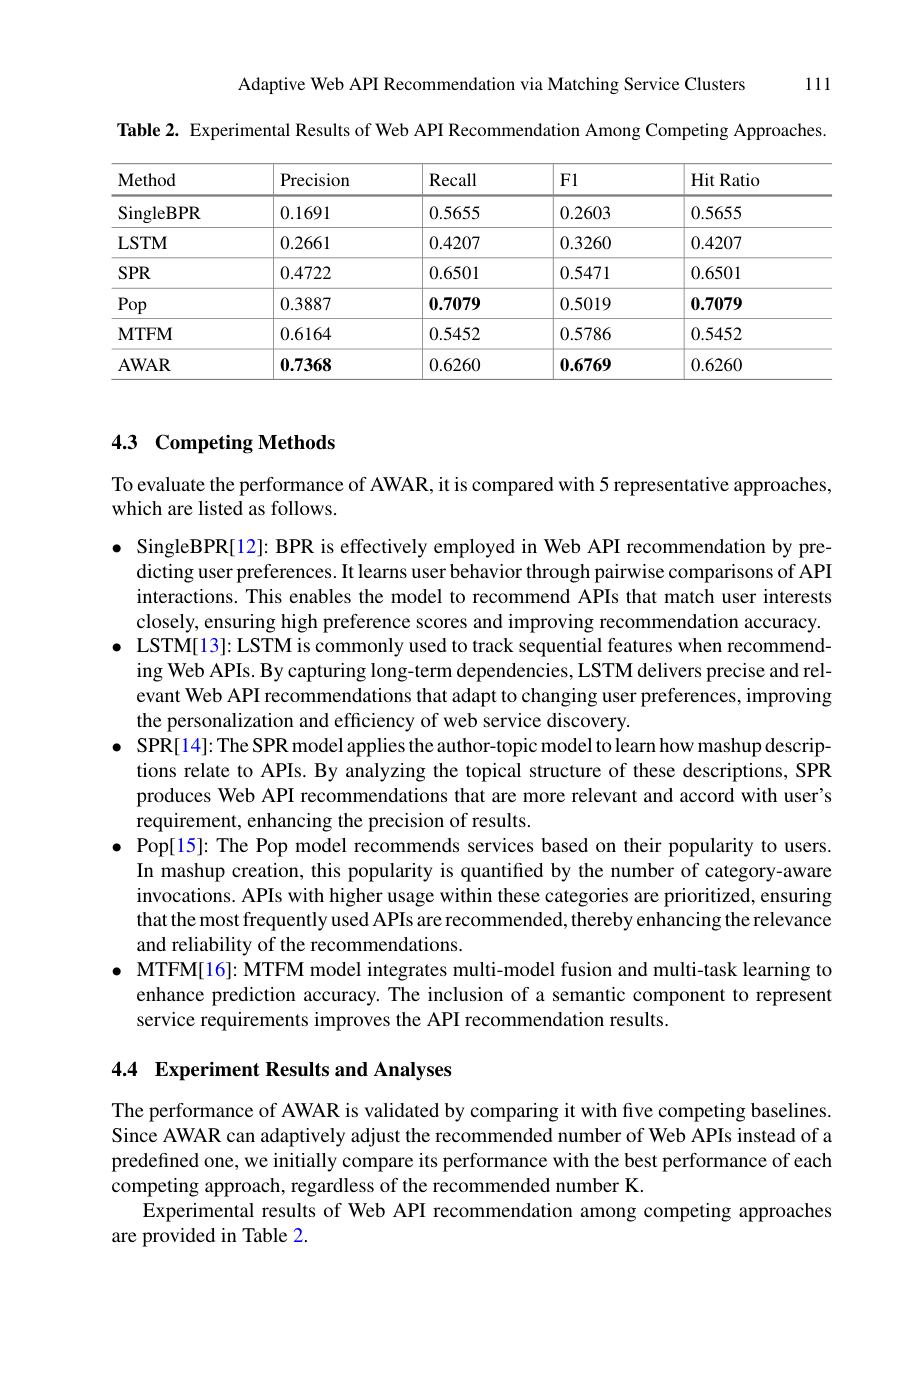 Adaptive Web API Recommendation via Matching Service Clusters 111
Table 2. Experimental Results of Web API Recommendation Among Competing Approaches.
Method Precision Recall F1 Hit Ratio
SingleBPR 0.1691 0.5655 0.2603 0.5655
LSTM 0.2661 0.4207 0.3260 0.4207
SPR 0.4722 0.6501 0.5471 0.6501
Pop 0.3887 0.7079 0.5019 0.7079
MTFM 0.6164 0.5452 0.5786 0.5452
AWAR 0.7368 0.6260 0.6769 0.6260
4.3 Competing Methods
To evaluate the performance of AWAR, it is compared with 5 representative approaches,
which are listed as follows.
• SingleBPR[12]: BPR is effectively employed in Web API recommendation by pre-
dicting user preferences. It learns user behavior through pairwise comparisons of API
interactions. This enables the model to recommend APIs that match user interests
closely, ensuring high preference scores and improving recommendation accuracy.
• LSTM[13]: LSTM is commonly used to track sequential features when recommend-
ing Web APIs. By capturing long-term dependencies, LSTM delivers precise and rel-
evant Web API recommendations that adapt to changing user preferences, improving
the personalization and efficiency of web service discovery.
• SPR[14]: The SPR model applies the author-topic model to learn how mashup descrip-
tions relate to APIs. By analyzing the topical structure of these descriptions, SPR
produces Web API recommendations that are more relevant and accord with user's
requirement, enhancing the precision of results.
• Pop[15]: The Pop model recommends services based on their popularity to users.
In mashup creation, this popularity is quantified by the number of category-aware
invocations. APIs with higher usage within these categories are prioritized, ensuring
that the most frequently used APIs are recommended, thereby enhancing the relevance
and reliability of the recommendations.
• MTFM[16]: MTFM model integrates multi-model fusion and multi-task learning to
enhance prediction accuracy. The inclusion of a semantic component to represent
service requirements improves the API recommendation results.
4.4 Experiment Results and Analyses
The performance of AWAR is validated by comparing it with five competing baselines.
Since AWAR can adaptively adjust the recommended number of Web APIs instead of a
predefined one, we initially compare its performance with the best performance of each
competing approach, regardless of the recommended number K.
Experimental results of Web API recommendation among competing approaches
are provided in Table 2.